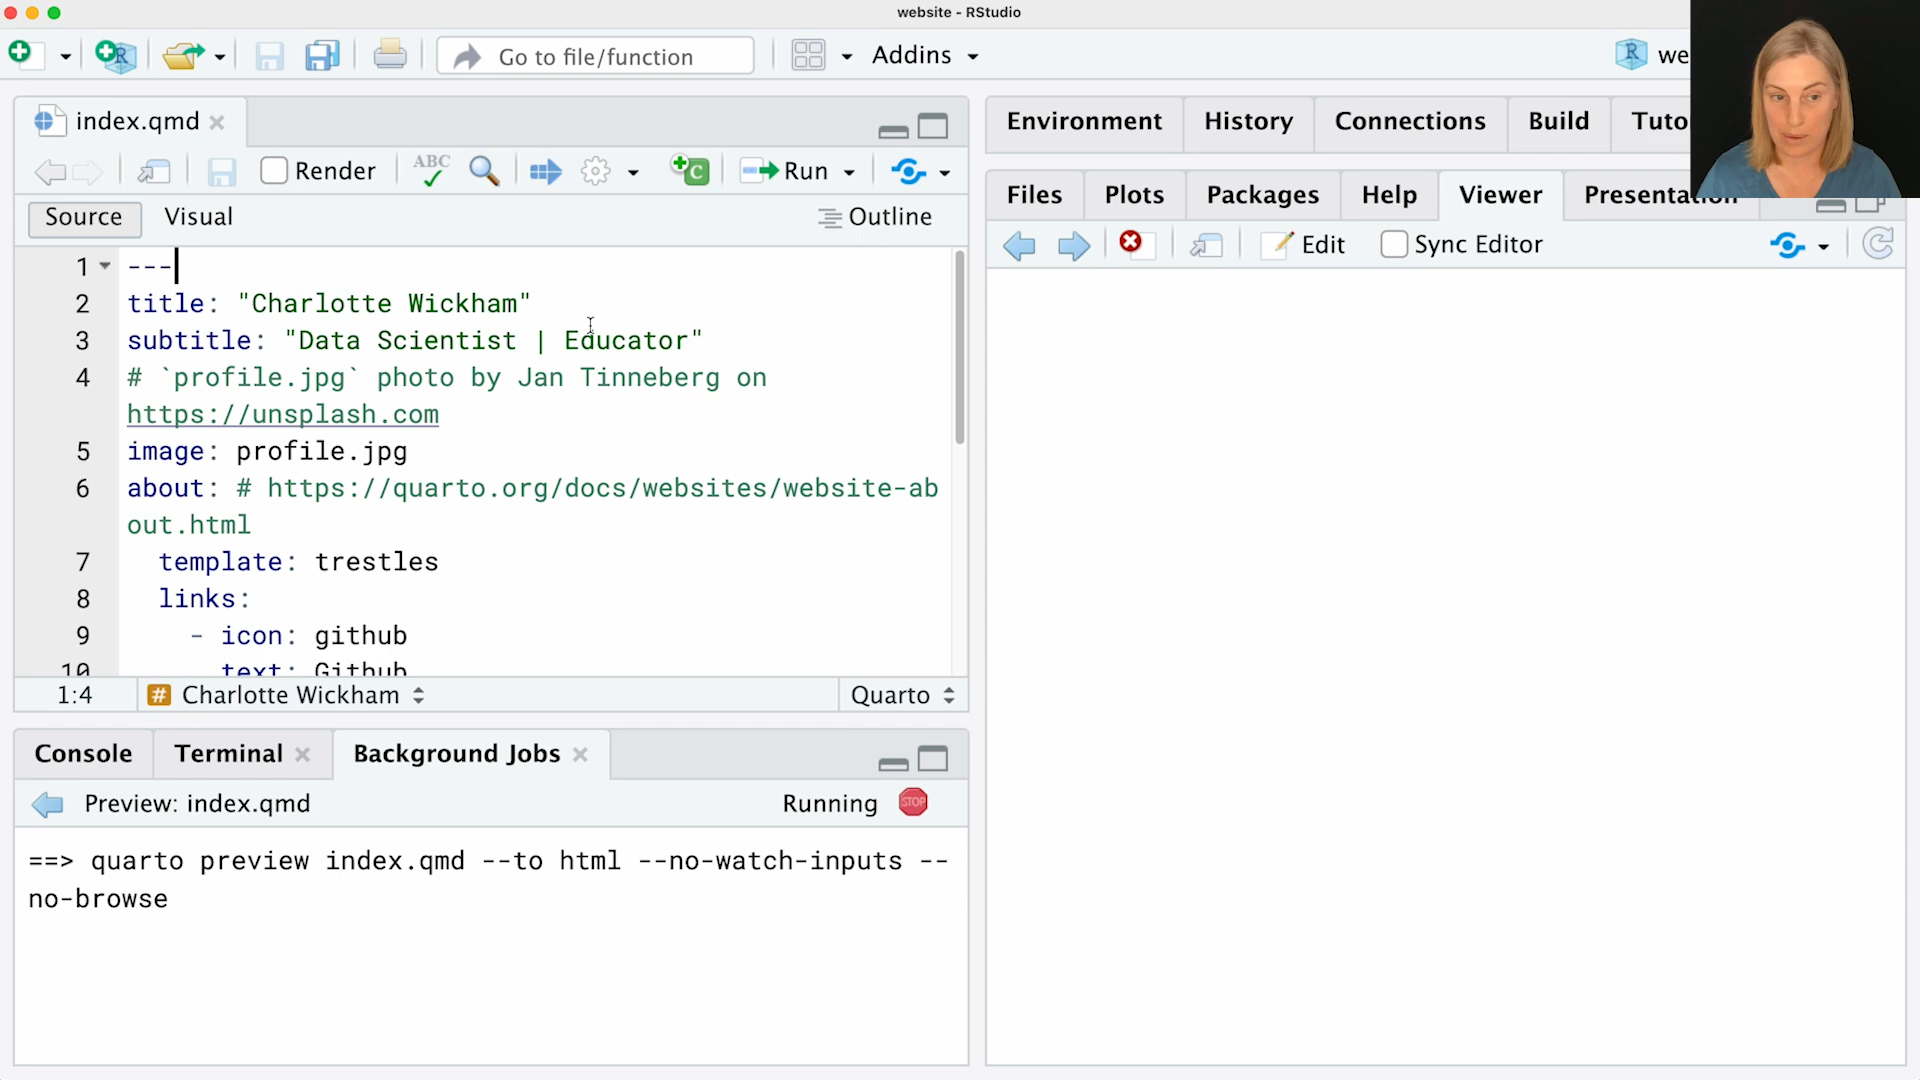 website - RStudio
Go to file/function
Addins
we
index.qmd
Render
ABC
Run
Source
Visual
Outline
1 ---
2 title: "Charlotte Wickham"
3 subtitle: "Data Scientist | Educator"
4 # `profile.jpg` photo by Jan Tinneberg on
https://unsplash.com
5 image: profile.jpg
6 about: # https://quarto.org/docs/websites/website-ab
out.html
7 template: trestles
8 links:
9 - icon: github
10 text: Github
1:4
# Charlotte Wickham
Quarto
Console
Terminal
Background Jobs
Preview: index.qmd
Running
STOP
==> quarto preview index.qmd --to html --no-watch-inputs --
no-browse
Environment
History
Connections
Build
Tuto
Files
Plots
Packages
Help
Viewer
Presentation
Edit
Sync Editor